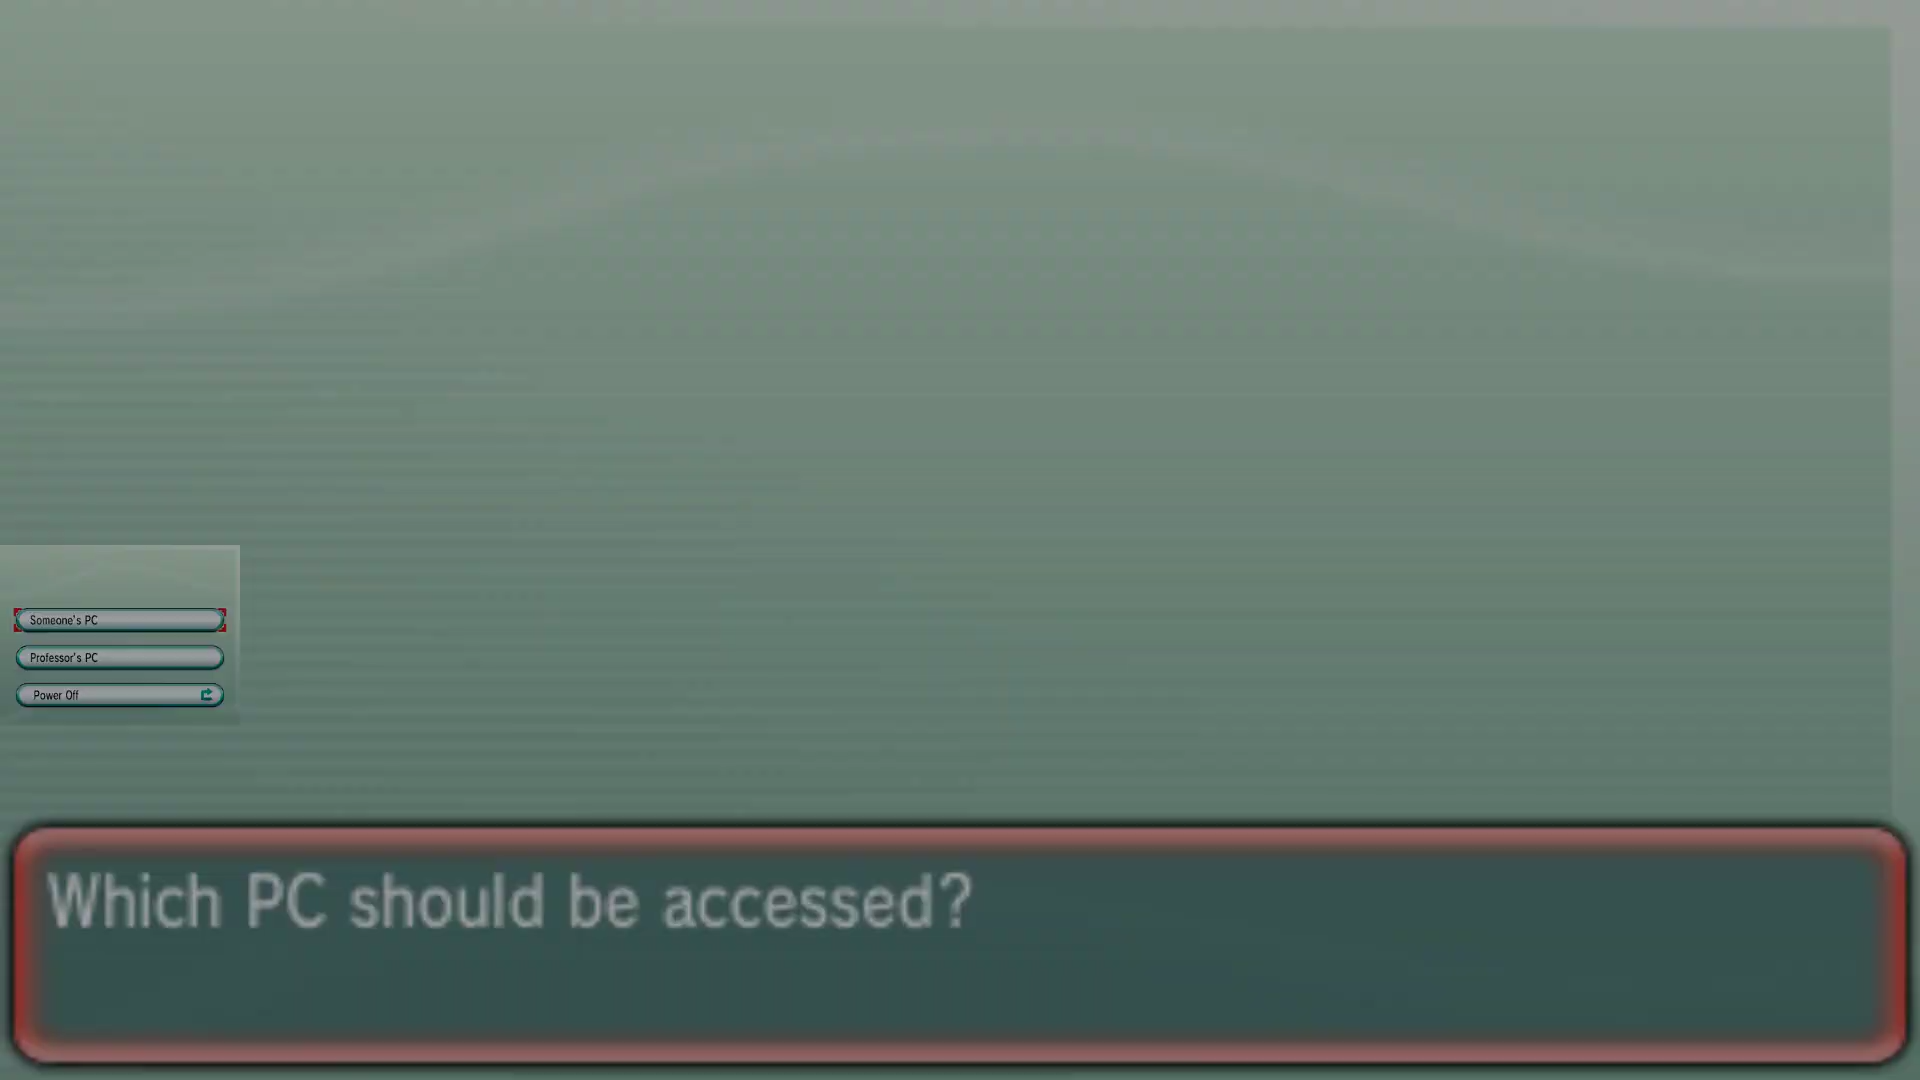 Someone's PC
Professor's PC
Power Off
Which PC should be accessed?